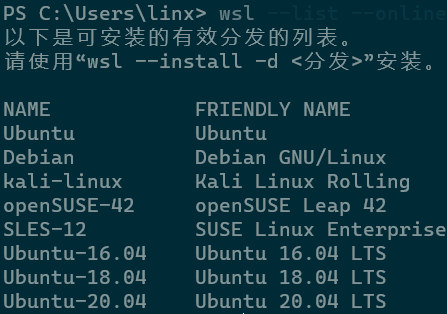 PS C:\Users\linx> wsl --list --online
以下是可安装的有效分发的列表。
请使用“wsl --install -d <分发>”安装。
NAME FRIENDLY NAME
Ubuntu Ubuntu
Debian Debian GNU/Linux
kali-linux Kali Linux Rolling
openSUSE-42 openSUSE Leap 42
SLES-12 SUSE Linux Enterprise
Ubuntu-16.04 Ubuntu 16.04 LTS
Ubuntu-18.04 Ubuntu 18.04 LTS
Ubuntu-20.04 Ubuntu 20.04 LTS